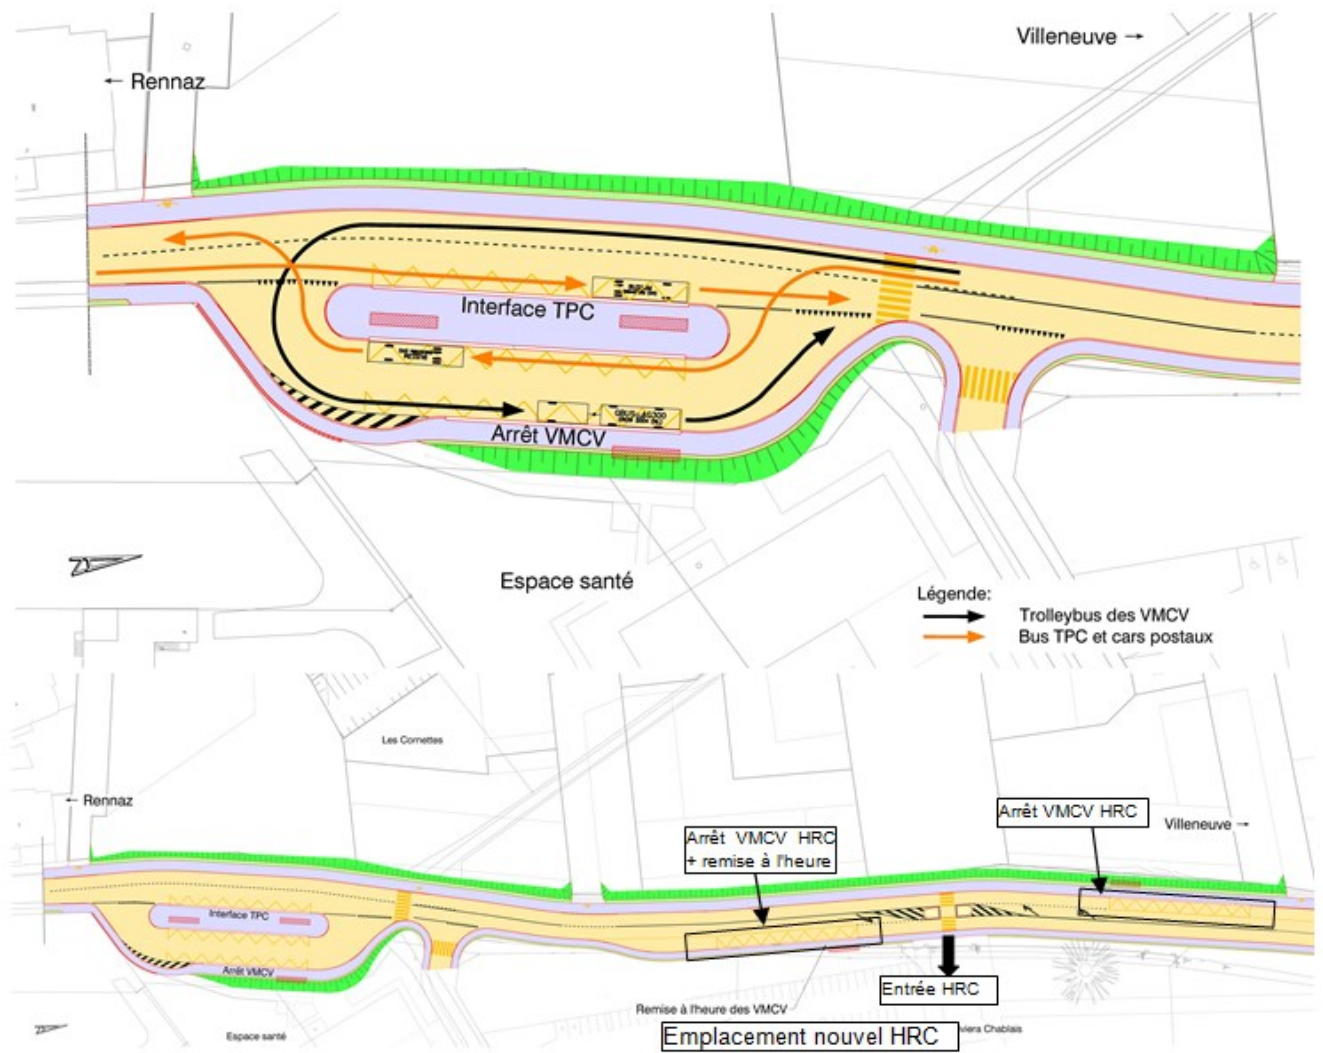 Villeneuve →
← Rennaz
Interface TPC
Arrêt VMCV
Espace santé
Légende:
Trolleybus des VMCV
Bus TPC et cars postaux
Les Cornettes
← Rennaz
Arrêt VMCV HRC
Villeneuve →
Arrêt VMCV HRC
+ remise à l'heure
Interface TPC
Arrêt VMCV
Entrée HRC
Remise à l'heure des VMCV
Emplacement nouvel HRC
viera Chablais
Espace santé